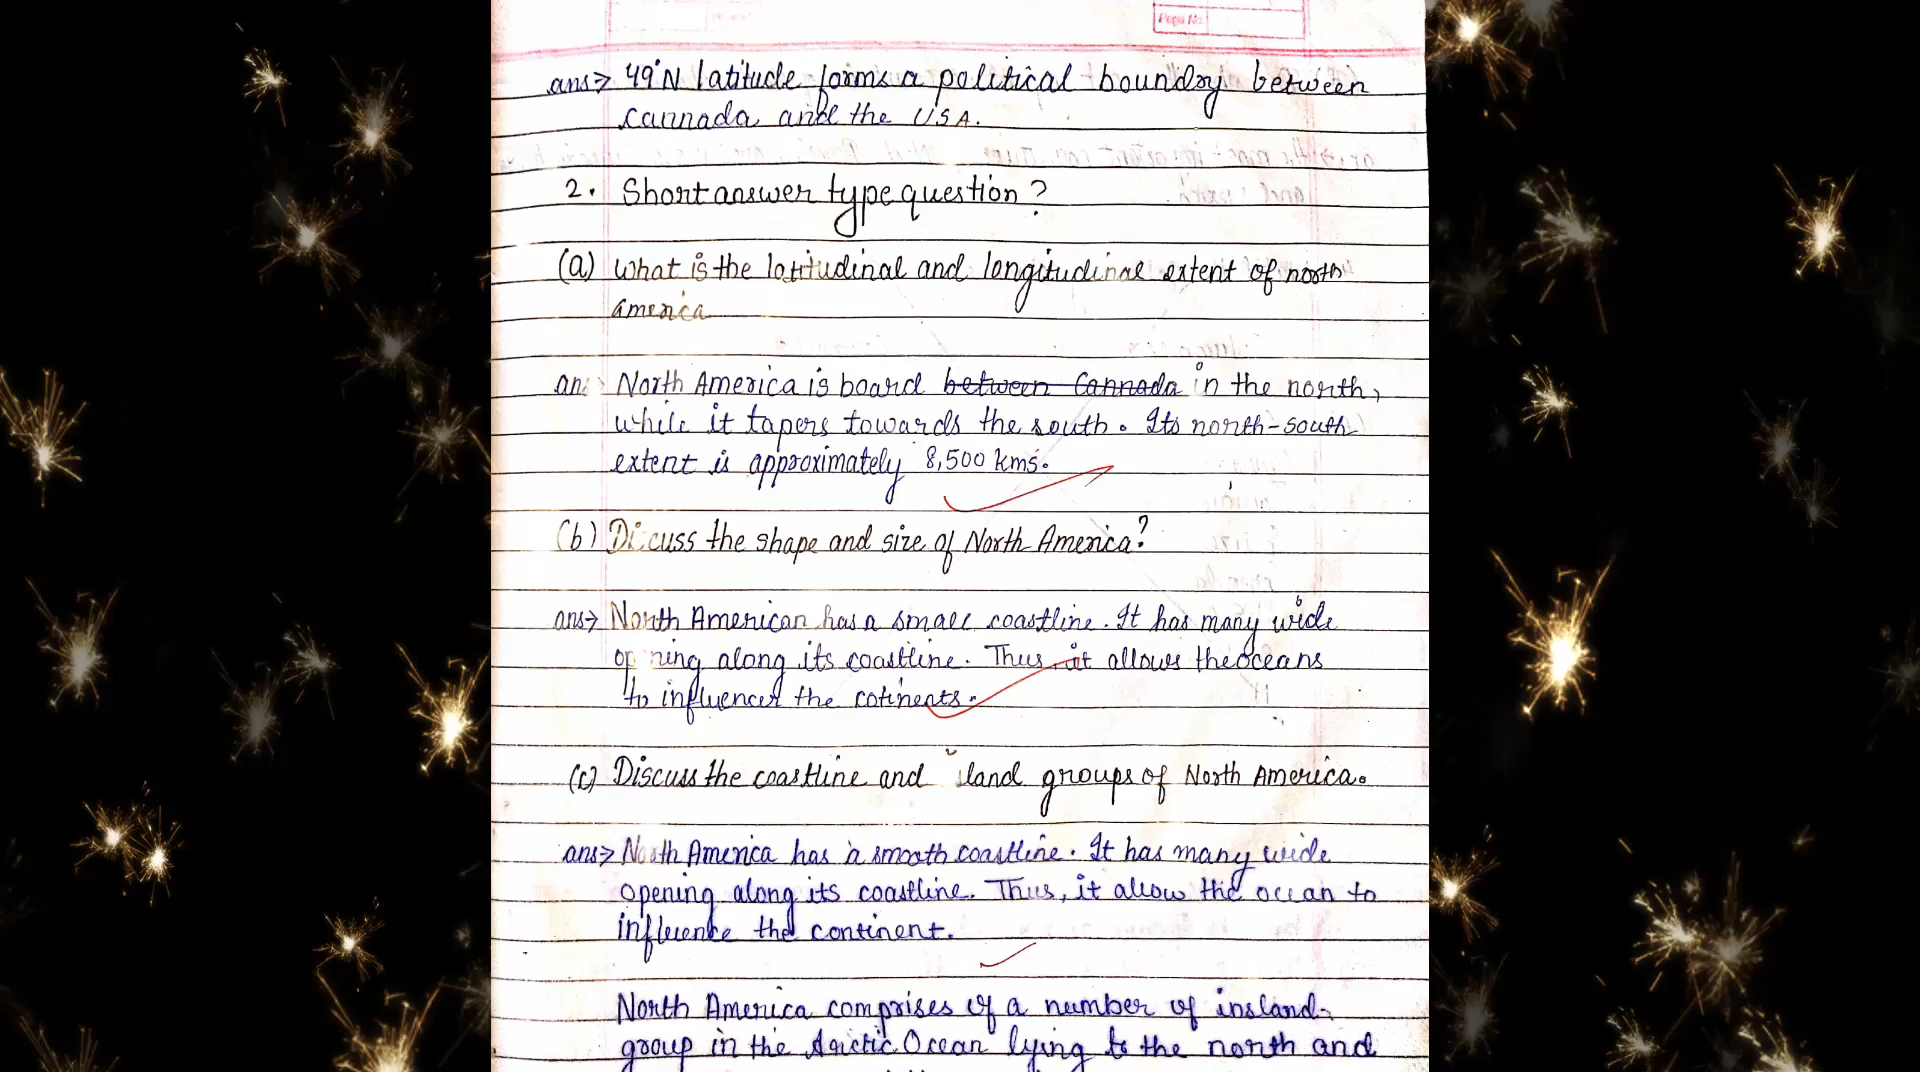 Page No.
ans⇒ 49°N latitude forms a political boundry between
cannada and the USA.
2. Short answer type question?
(a) What is the latitudinal and longitudinal extent of north
america
ans⇒ North America is board between Cannada in the north,
while it tapers towards the south. Its north-south
extent is approximately 8,500 kms.
(b) Discuss the shape and size of North America?
ans⇒ North American has a small coastline. It has many wide
opening along its coastline. Thus, it allows the oceans
to influences the cotinents.
(c) Discuss the coastline and island groups of North America.
ans⇒ North America has a smooth coastline. It has many wide
opening along its coastline. Thus, it allow the ocean to
influence the continent.
North America comprises of a number of insland-
group in the Arctic Ocean lying to the north and